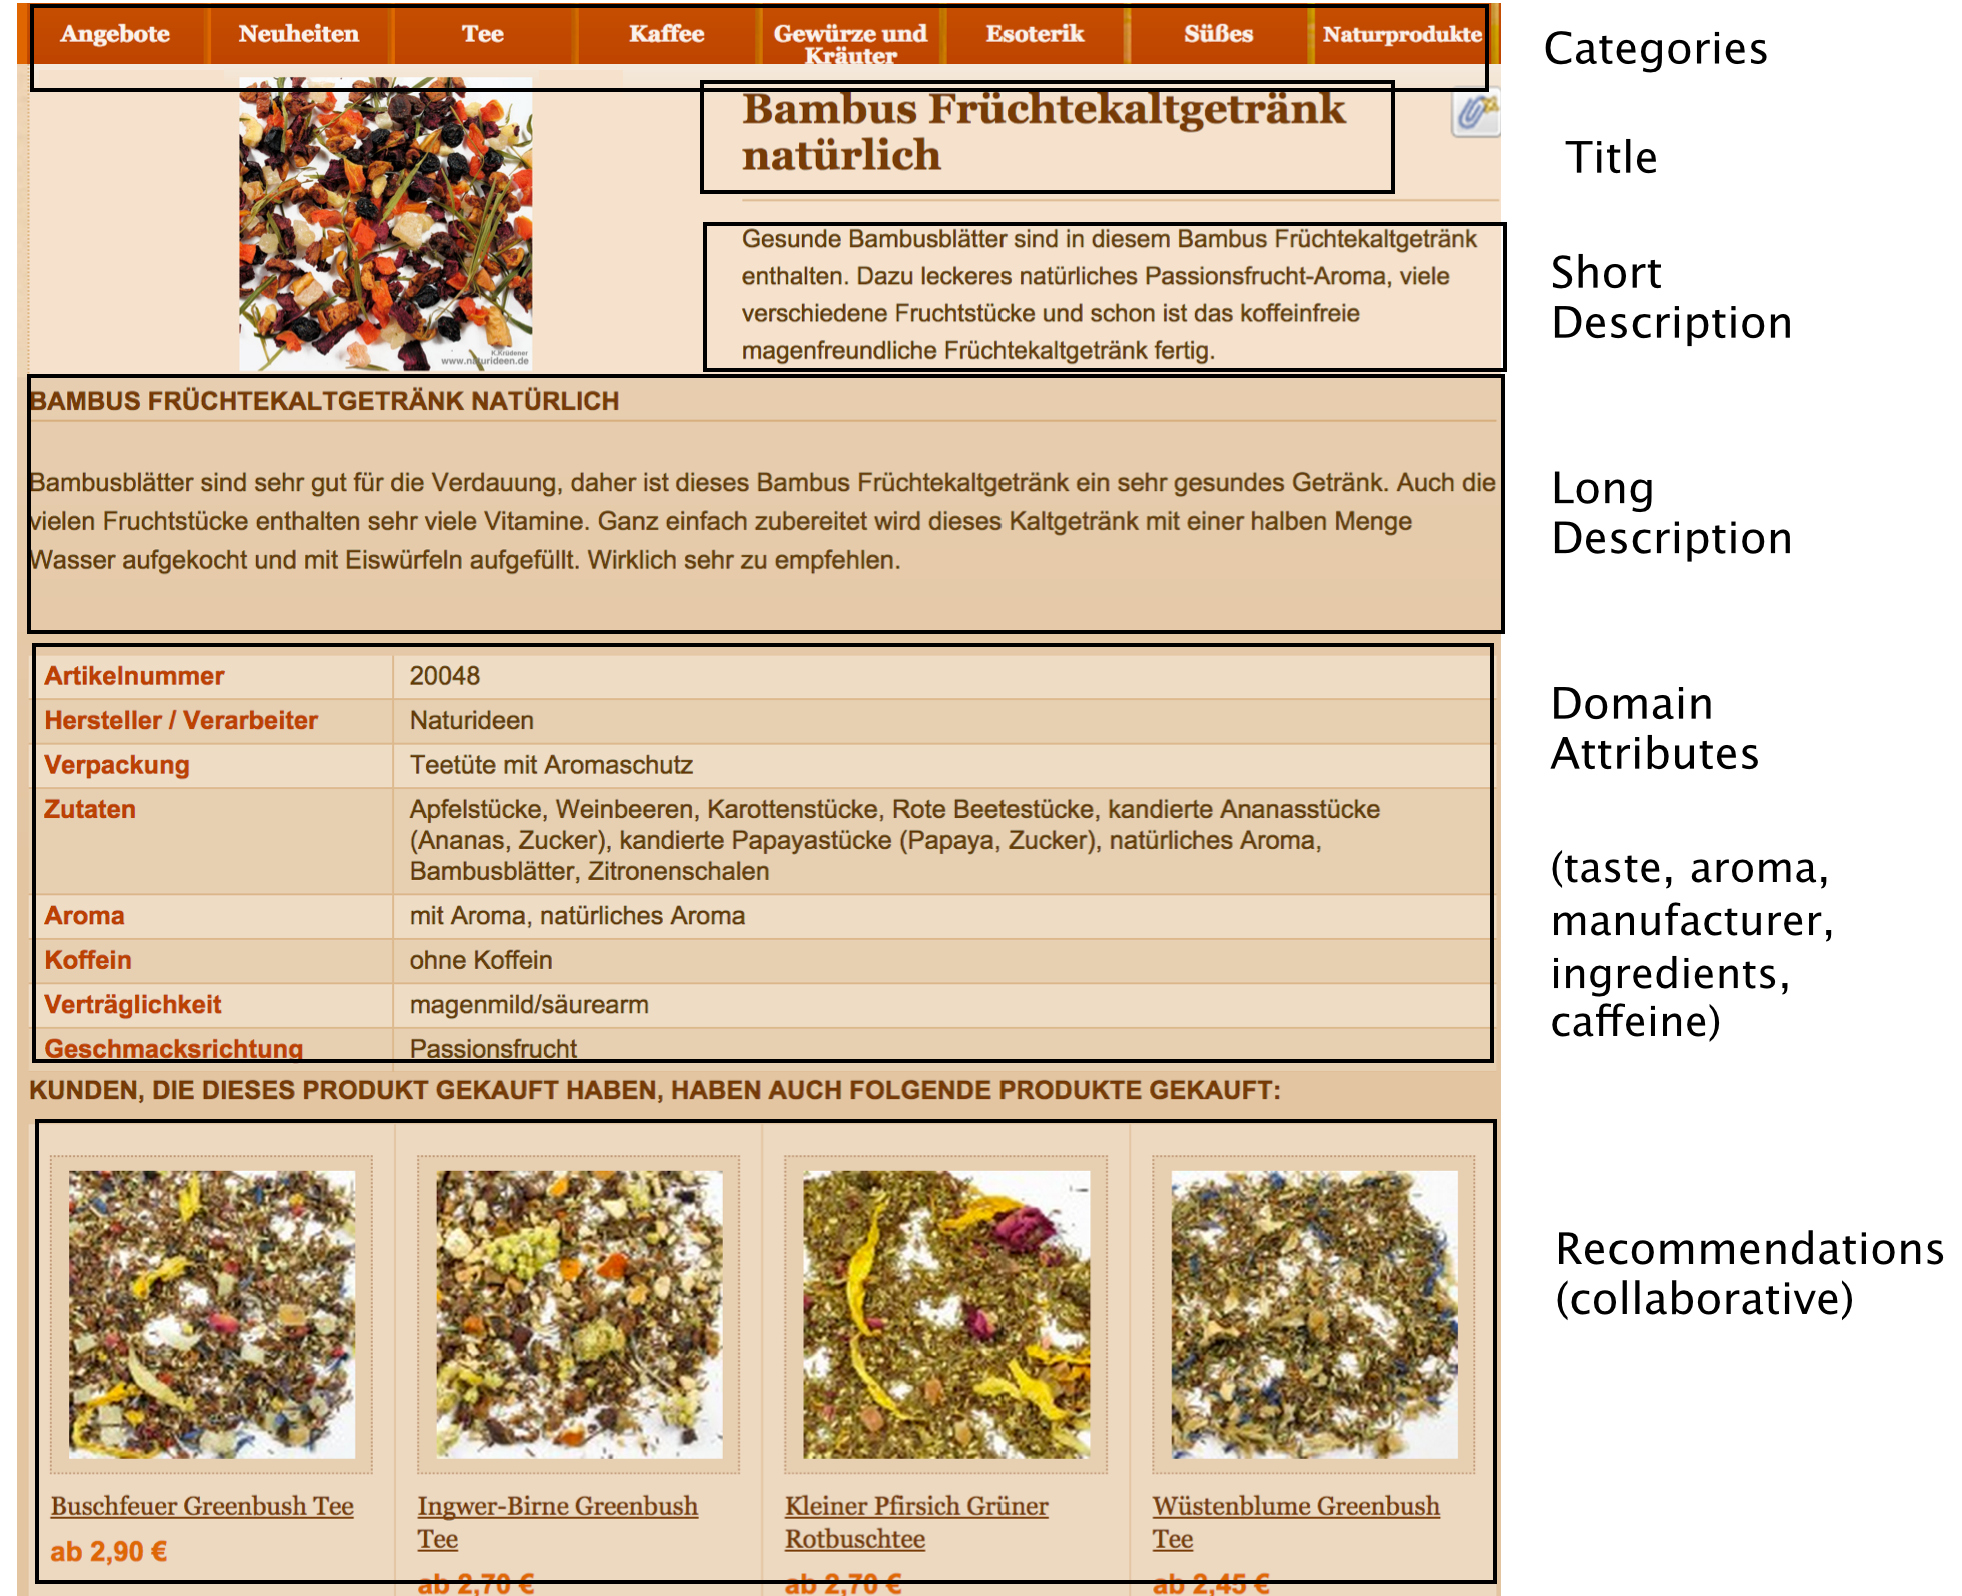 Angebote
Neuheiten
Tee
Kaffee
Gewürze und
Kräuter
Esoterik
Süßes
Naturprodukte
Categories
Bambus Früchtekaltgetränk
natürlich
Title
K.Krüdener
www.naturideen.de
Gesunde Bambusblätter sind in diesem Bambus Früchtekaltgetränk
enthalten. Dazu leckeres natürliches Passionsfrucht-Aroma, viele
verschiedene Fruchtstücke und schon ist das koffeinfreie
magenfreundliche Früchtekaltgetränk fertig.
Short
Description
BAMBUS FRÜCHTEKALTGETRÄNK NATÜRLICH
Bambusblätter sind sehr gut für die Verdauung, daher ist dieses Bambus Früchtekaltgetränk ein sehr gesundes Getränk. Auch die
vielen Fruchtstücke enthalten sehr viele Vitamine. Ganz einfach zubereitet wird dieses Kaltgetränk mit einer halben Menge
Wasser aufgekocht und mit Eiswürfeln aufgefüllt. Wirklich sehr zu empfehlen.
Long
Description
Artikelnummer 20048
Hersteller / Verarbeiter Naturideen
Verpackung Teetüte mit Aromaschutz
Zutaten Apfelstücke, Weinbeeren, Karottenstücke, Rote Beetestücke, kandierte Ananasstücke
(Ananas, Zucker), kandierte Papayastücke (Papaya, Zucker), natürliches Aroma,
Bambusblätter, Zitronenschalen
Aroma mit Aroma, natürliches Aroma
Koffein ohne Koffein
Verträglichkeit magenmild/säurearm
Geschmacksrichtung Passionsfrucht
Domain
Attributes
(taste, aroma,
manufacturer,
ingredients,
caffeine)
KUNDEN, DIE DIESES PRODUKT GEKAUFT HABEN, HABEN AUCH FOLGENDE PRODUKTE GEKAUFT:
Buschfeuer Greenbush Tee
ab 2,90 €
Ingwer-Birne Greenbush
Tee
ab 2,70 €
Kleiner Pfirsich Grüner
Rotbuschtee
ab 2,70 €
Wüstenblume Greenbush
Tee
ab 2,45 €
Recommendations
(collaborative)